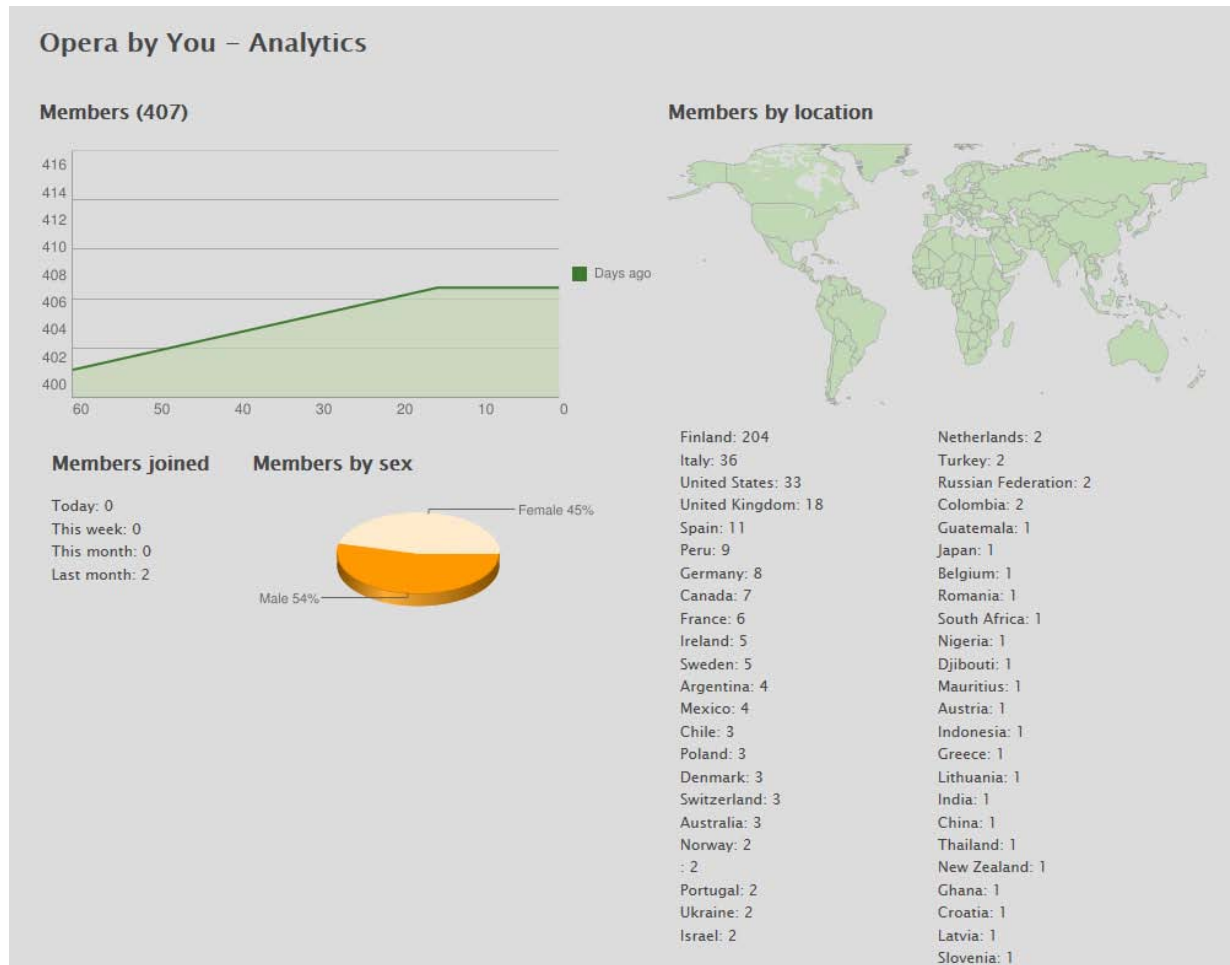 Opera by You – Analytics
Members (407)
416
414
412
410
408
406
404
402
400
60 50 40 30 20 10 0
Days ago
Members joined
Today: 0
This week: 0
This month: 0
Last month: 2
Members by sex
Female 45%
Male 54%
Members by location
Finland: 204
Italy: 36
United States: 33
United Kingdom: 18
Spain: 11
Peru: 9
Germany: 8
Canada: 7
France: 6
Ireland: 5
Sweden: 5
Argentina: 4
Mexico: 4
Chile: 3
Poland: 3
Denmark: 3
Switzerland: 3
Australia: 3
Norway: 2
: 2
Portugal: 2
Ukraine: 2
Israel: 2
Netherlands: 2
Turkey: 2
Russian Federation: 2
Colombia: 2
Guatemala: 1
Japan: 1
Belgium: 1
Romania: 1
South Africa: 1
Nigeria: 1
Djibouti: 1
Mauritius: 1
Austria: 1
Indonesia: 1
Greece: 1
Lithuania: 1
India: 1
China: 1
Thailand: 1
New Zealand: 1
Ghana: 1
Croatia: 1
Latvia: 1
Slovenia: 1